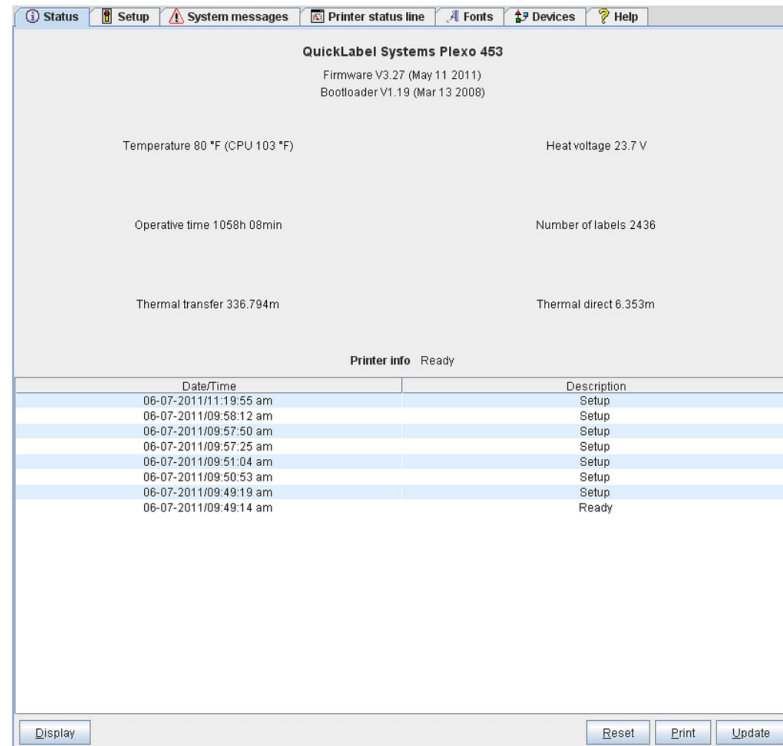 Status Setup System messages Printer status line Fonts Devices Help
QuickLabel Systems Plexo 453
Firmware V3.27 (May 11 2011)
Bootloader V1.19 (Mar 13 2008)
Temperature 80 °F (CPU 103 °F) Heat voltage 23.7 V
Operative time 1058h 08min Number of labels 2436
Thermal transfer 336.794m Thermal direct 6.353m
Printer info Ready
Date/Time Description
06-07-2011/11:19:55 am Setup
06-07-2011/09:58:12 am Setup
06-07-2011/09:57:50 am Setup
06-07-2011/09:57:25 am Setup
06-07-2011/09:51:04 am Setup
06-07-2011/09:50:53 am Setup
06-07-2011/09:49:19 am Setup
06-07-2011/09:49:14 am Ready
Display Reset Print Update